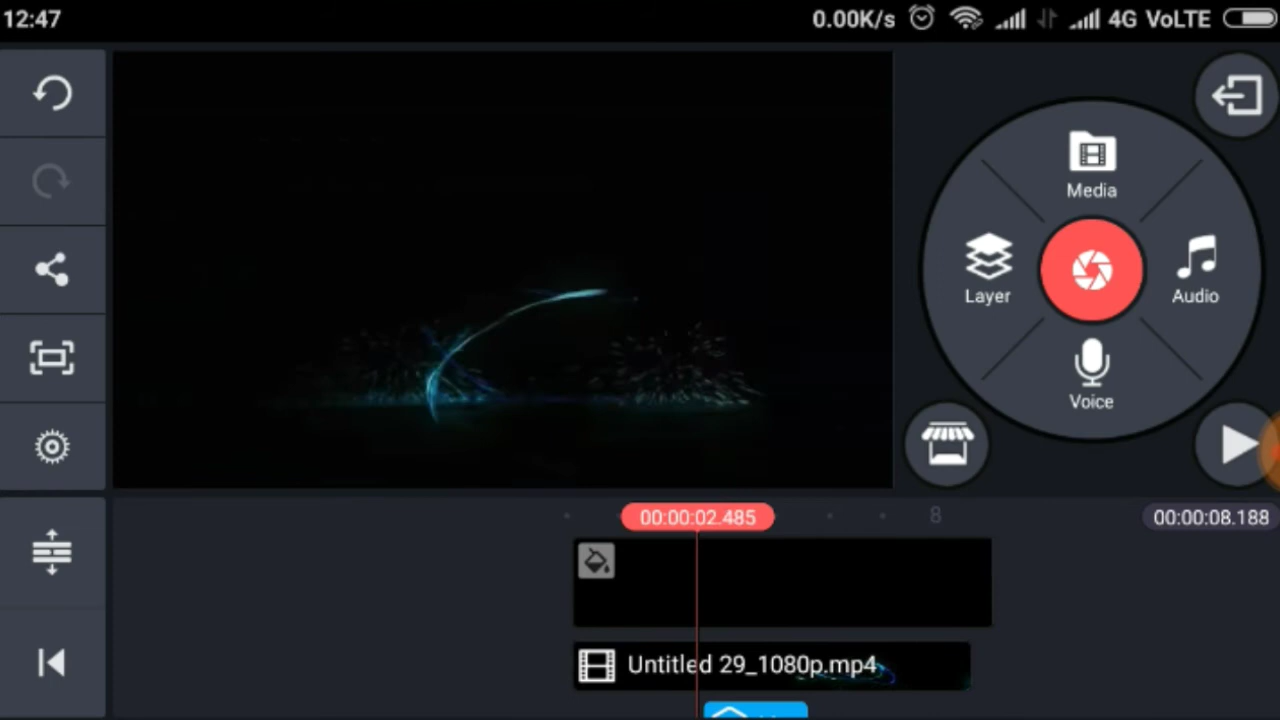 12:47
0.00K/s 4G VoLTE
Media
Layer
Audio
Voice
00:00:02.485
8
00:00:08.188
Untitled 29_1080p.mp4